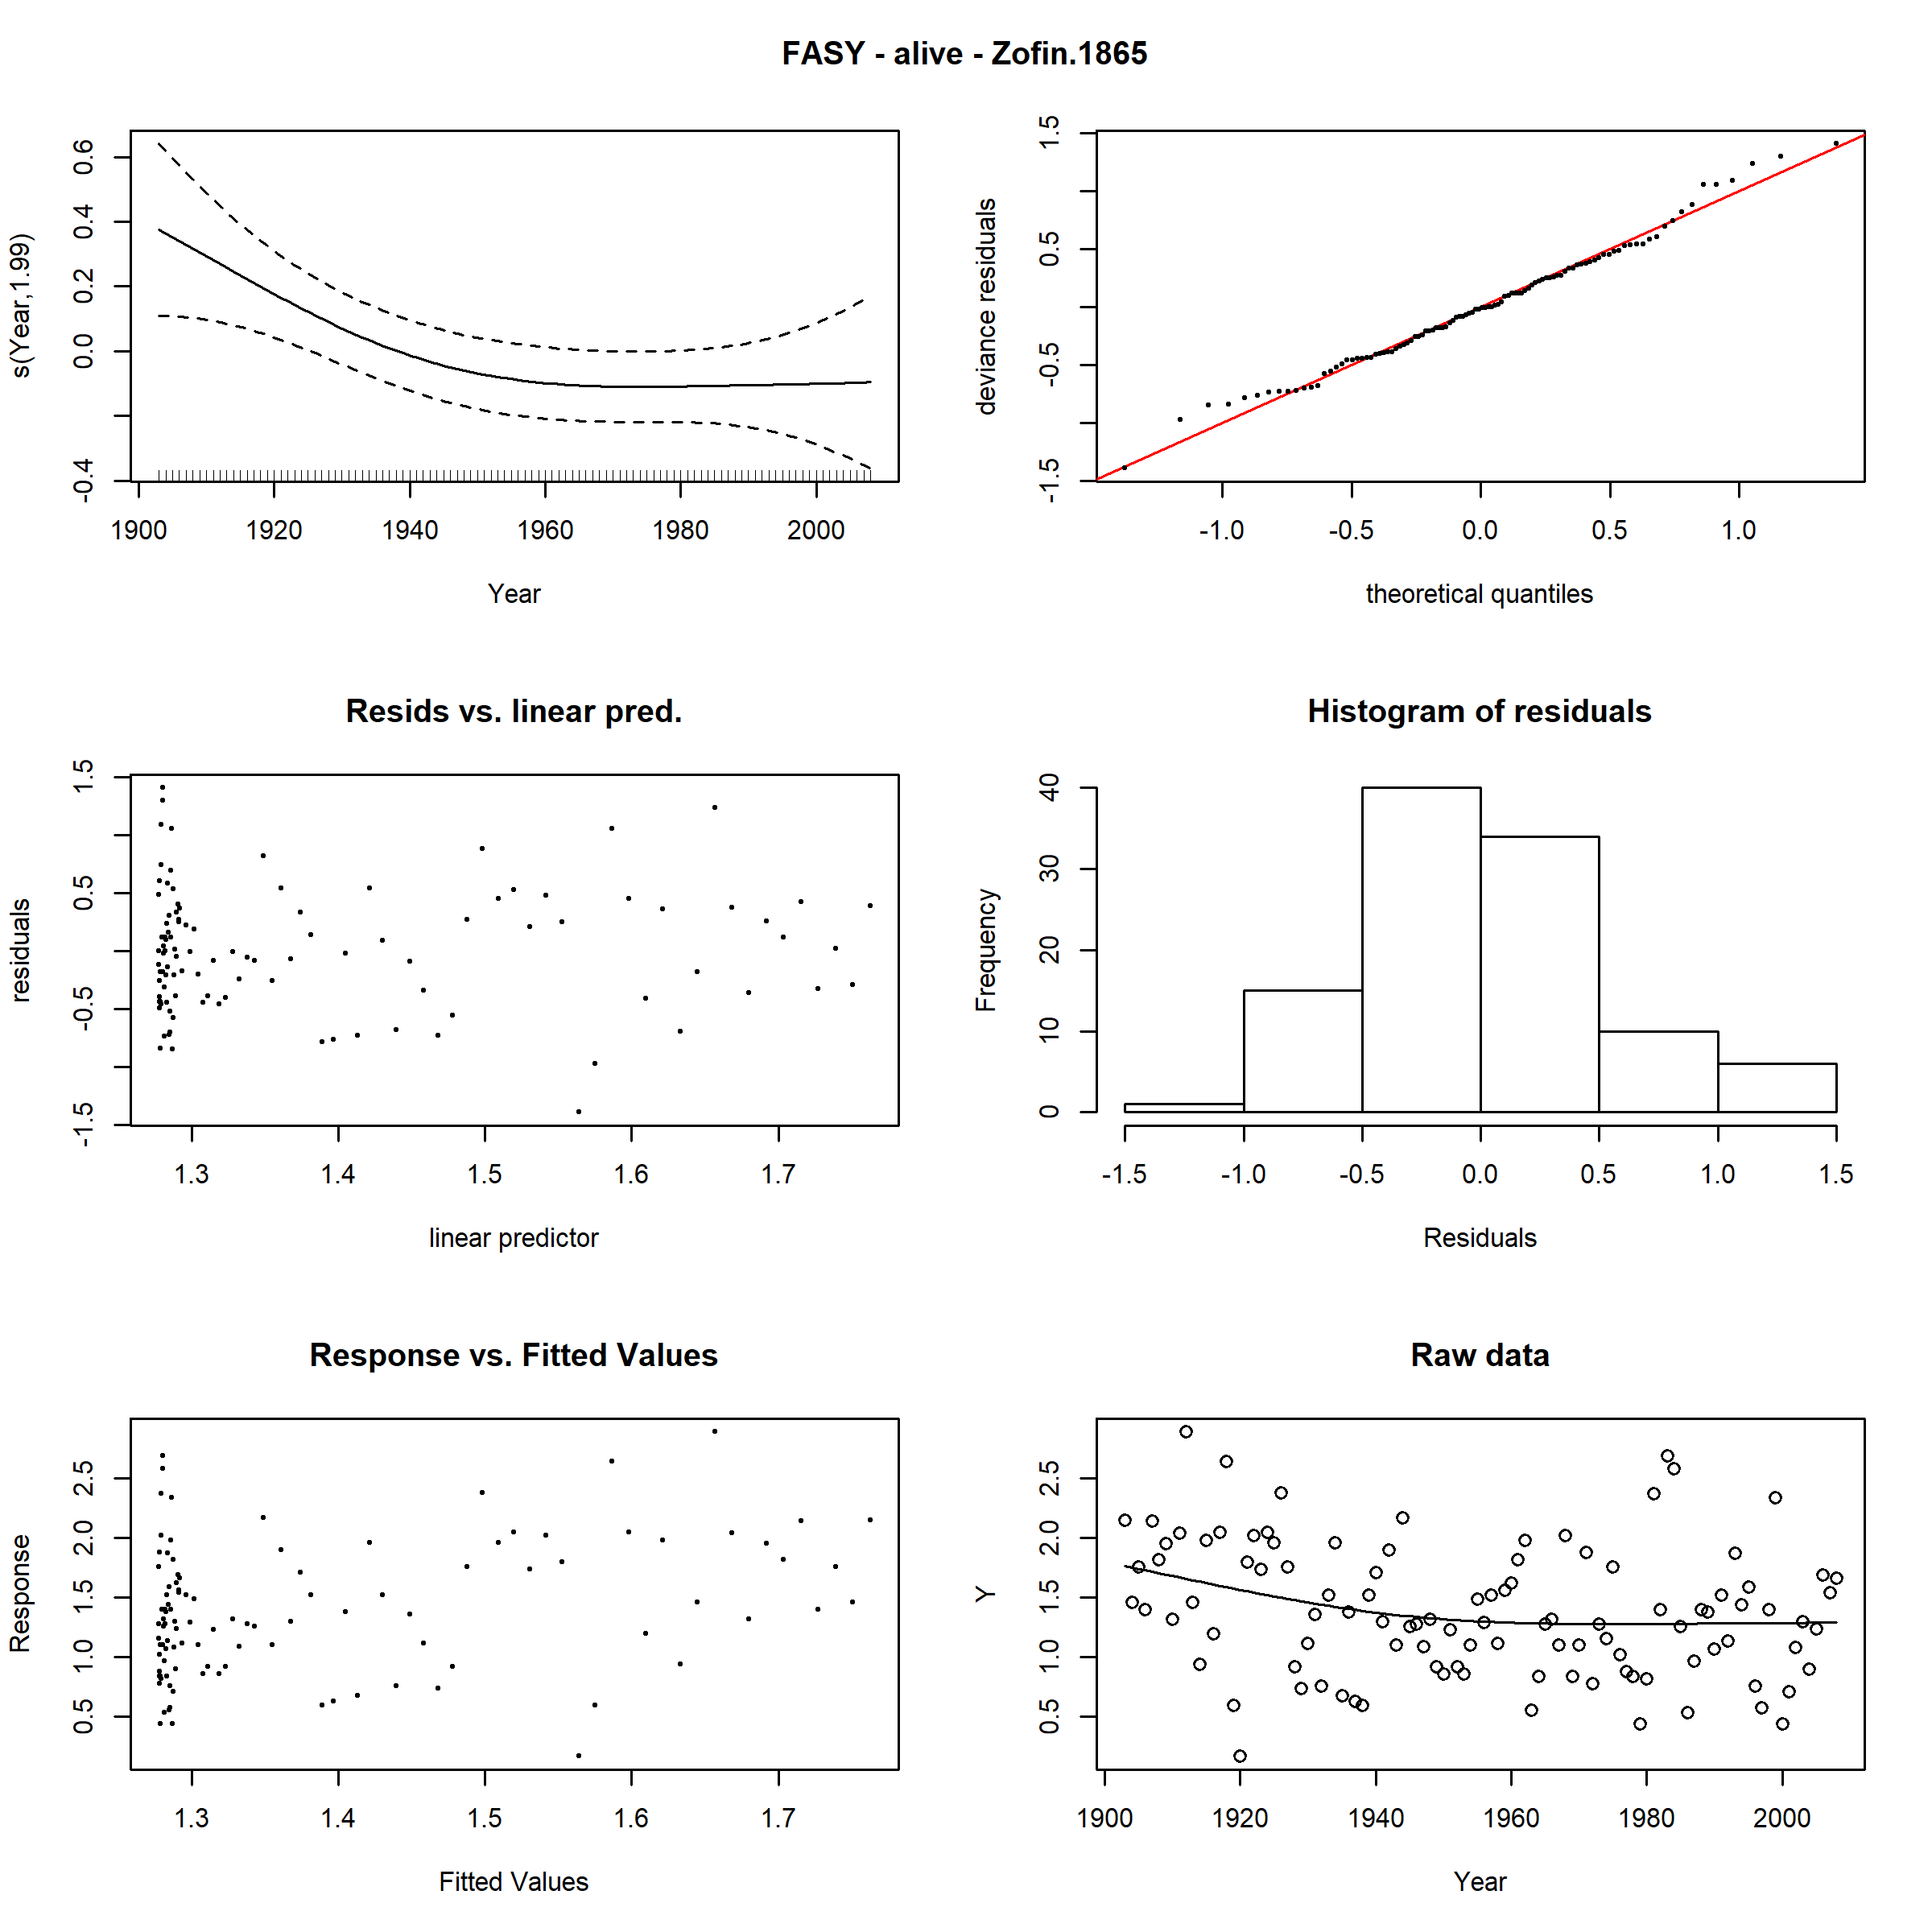 FASY - alive - Zofin.1865
s(Year,1.99)
-0.4 0.0 0.2 0.4 0.6
1900 1920 1940 1960 1980 2000
Year
deviance residuals
-1.5 -0.5 0.5 1.5
-1.0 -0.5 0.0 0.5 1.0
theoretical quantiles
Resids vs. linear pred.
residuals
-1.5 -0.5 0.5 1.5
1.3 1.4 1.5 1.6 1.7
linear predictor
Histogram of residuals
Frequency
0 10 20 30 40
-1.5 -1.0 -0.5 0.0 0.5 1.0 1.5
Residuals
Response vs. Fitted Values
Response
0.5 1.0 1.5 2.0 2.5
1.3 1.4 1.5 1.6 1.7
Fitted Values
Raw data
Y
0.5 1.0 1.5 2.0 2.5
1900 1920 1940 1960 1980 2000
Year